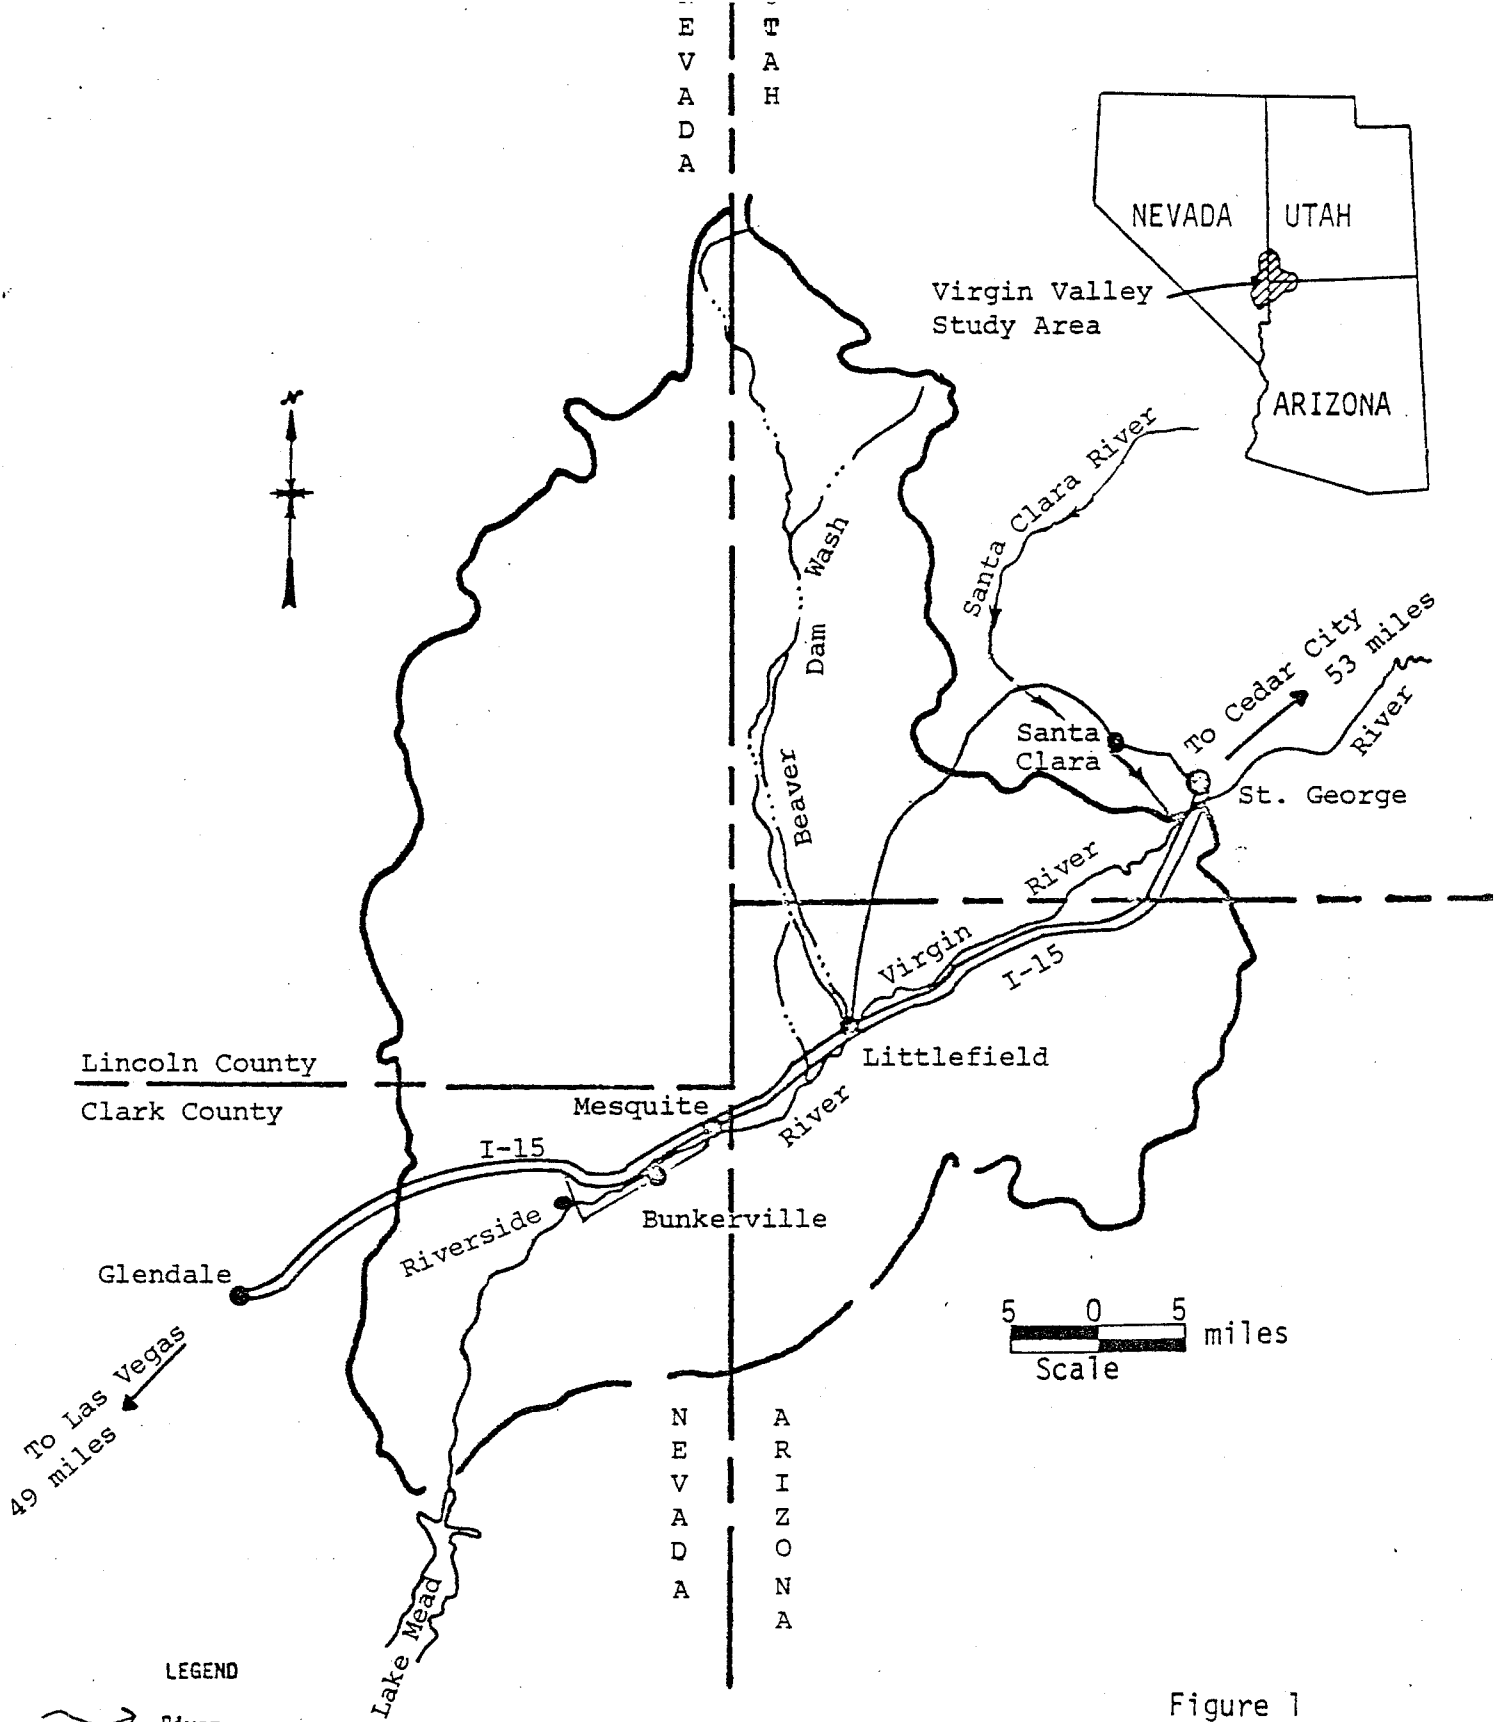 NEVADA
UTAH
NEVADA
UTAH
Virgin Valley
Study Area
ARIZONA
N
Santa Clara River
Wash
Dam
Beaver
To Cedar City
53 miles
River
Santa
Clara
St. George
River
Virgin
I-15
Littlefield
Lincoln County
Clark County
Mesquite
River
I-15
Riverside
Bunkerville
Glendale
To Las Vegas
49 miles
5 0 5
miles
Scale
NEVADA
ARIZONA
Lake Mead
LEGEND
River
Figure 1